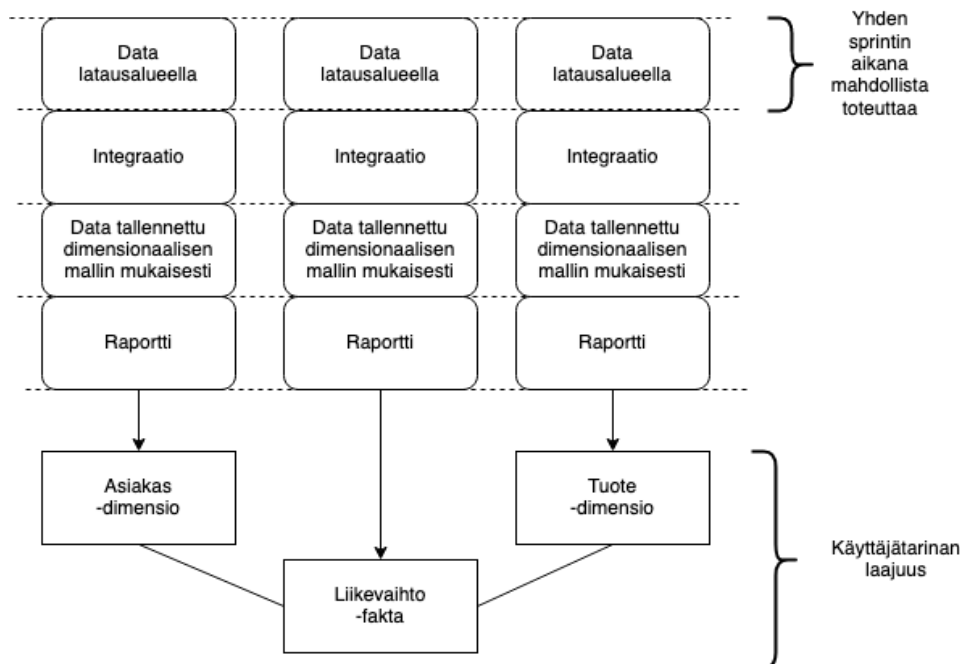 Data
latausalueella
Data
latausalueella
Data
latausalueella
Yhden
sprintin
aikana
mahdollista
toteuttaa
Integraatio
Integraatio
Integraatio
Data tallennettu
dimensionaalisen
mallin mukaisesti
Data tallennettu
dimensionaalisen
mallin mukaisesti
Data tallennettu
dimensionaalisen
mallin mukaisesti
Raportti
Raportti
Raportti
Asiakas
-dimensio
Tuote
-dimensio
Liikevaihto
-fakta
Käyttäjätarinan
laajuus